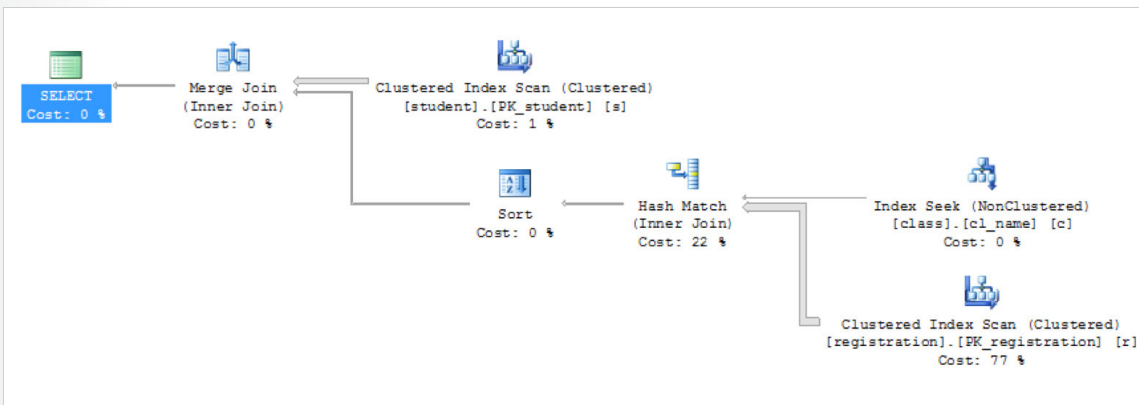 SELECT
Cost: 0 %
Merge Join
(Inner Join)
Cost: 0 %
Clustered Index Scan (Clustered)
[student].[PK_student] [s]
Cost: 1 %
Sort
Cost: 0 %
Hash Match
(Inner Join)
Cost: 22 %
Index Seek (NonClustered)
[class].[cl_name] [c]
Cost: 0 %
Clustered Index Scan (Clustered)
[registration].[PK_registration] [r]
Cost: 77 %